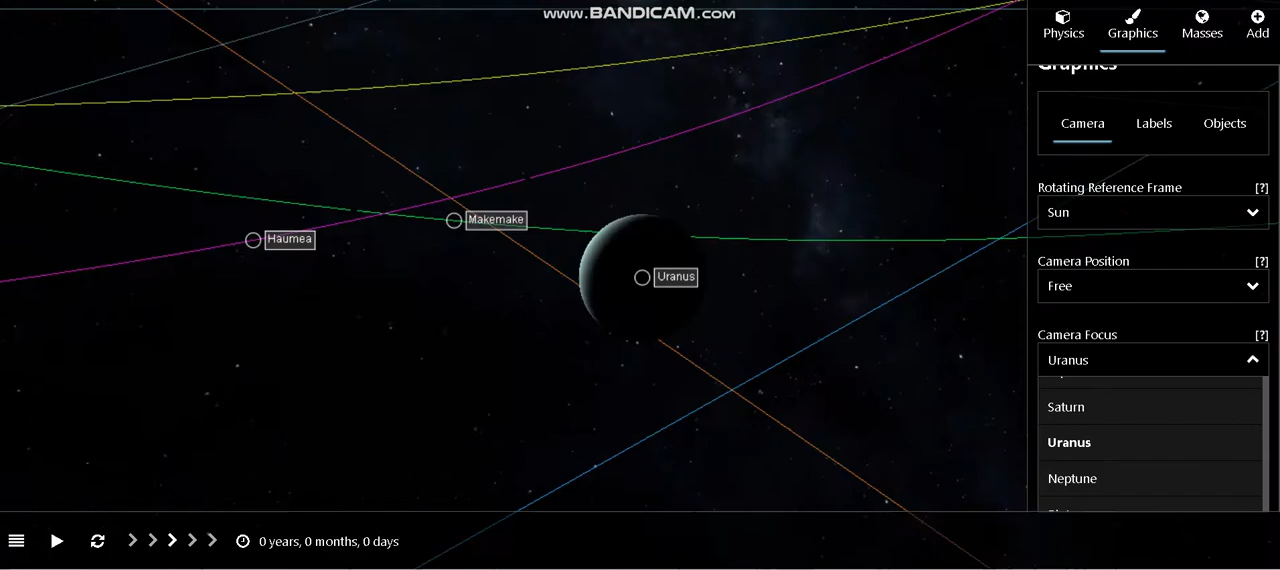 www.BANDICAM.com
Physics
Graphics
Masses
Add
Graphics
Camera
Labels
Objects
Rotating Reference Frame [?]
Sun
Camera Position [?]
Free
Camera Focus [?]
Uranus
Saturn
Uranus
Neptune
Haumea
Makemake
Uranus
0 years, 0 months, 0 days